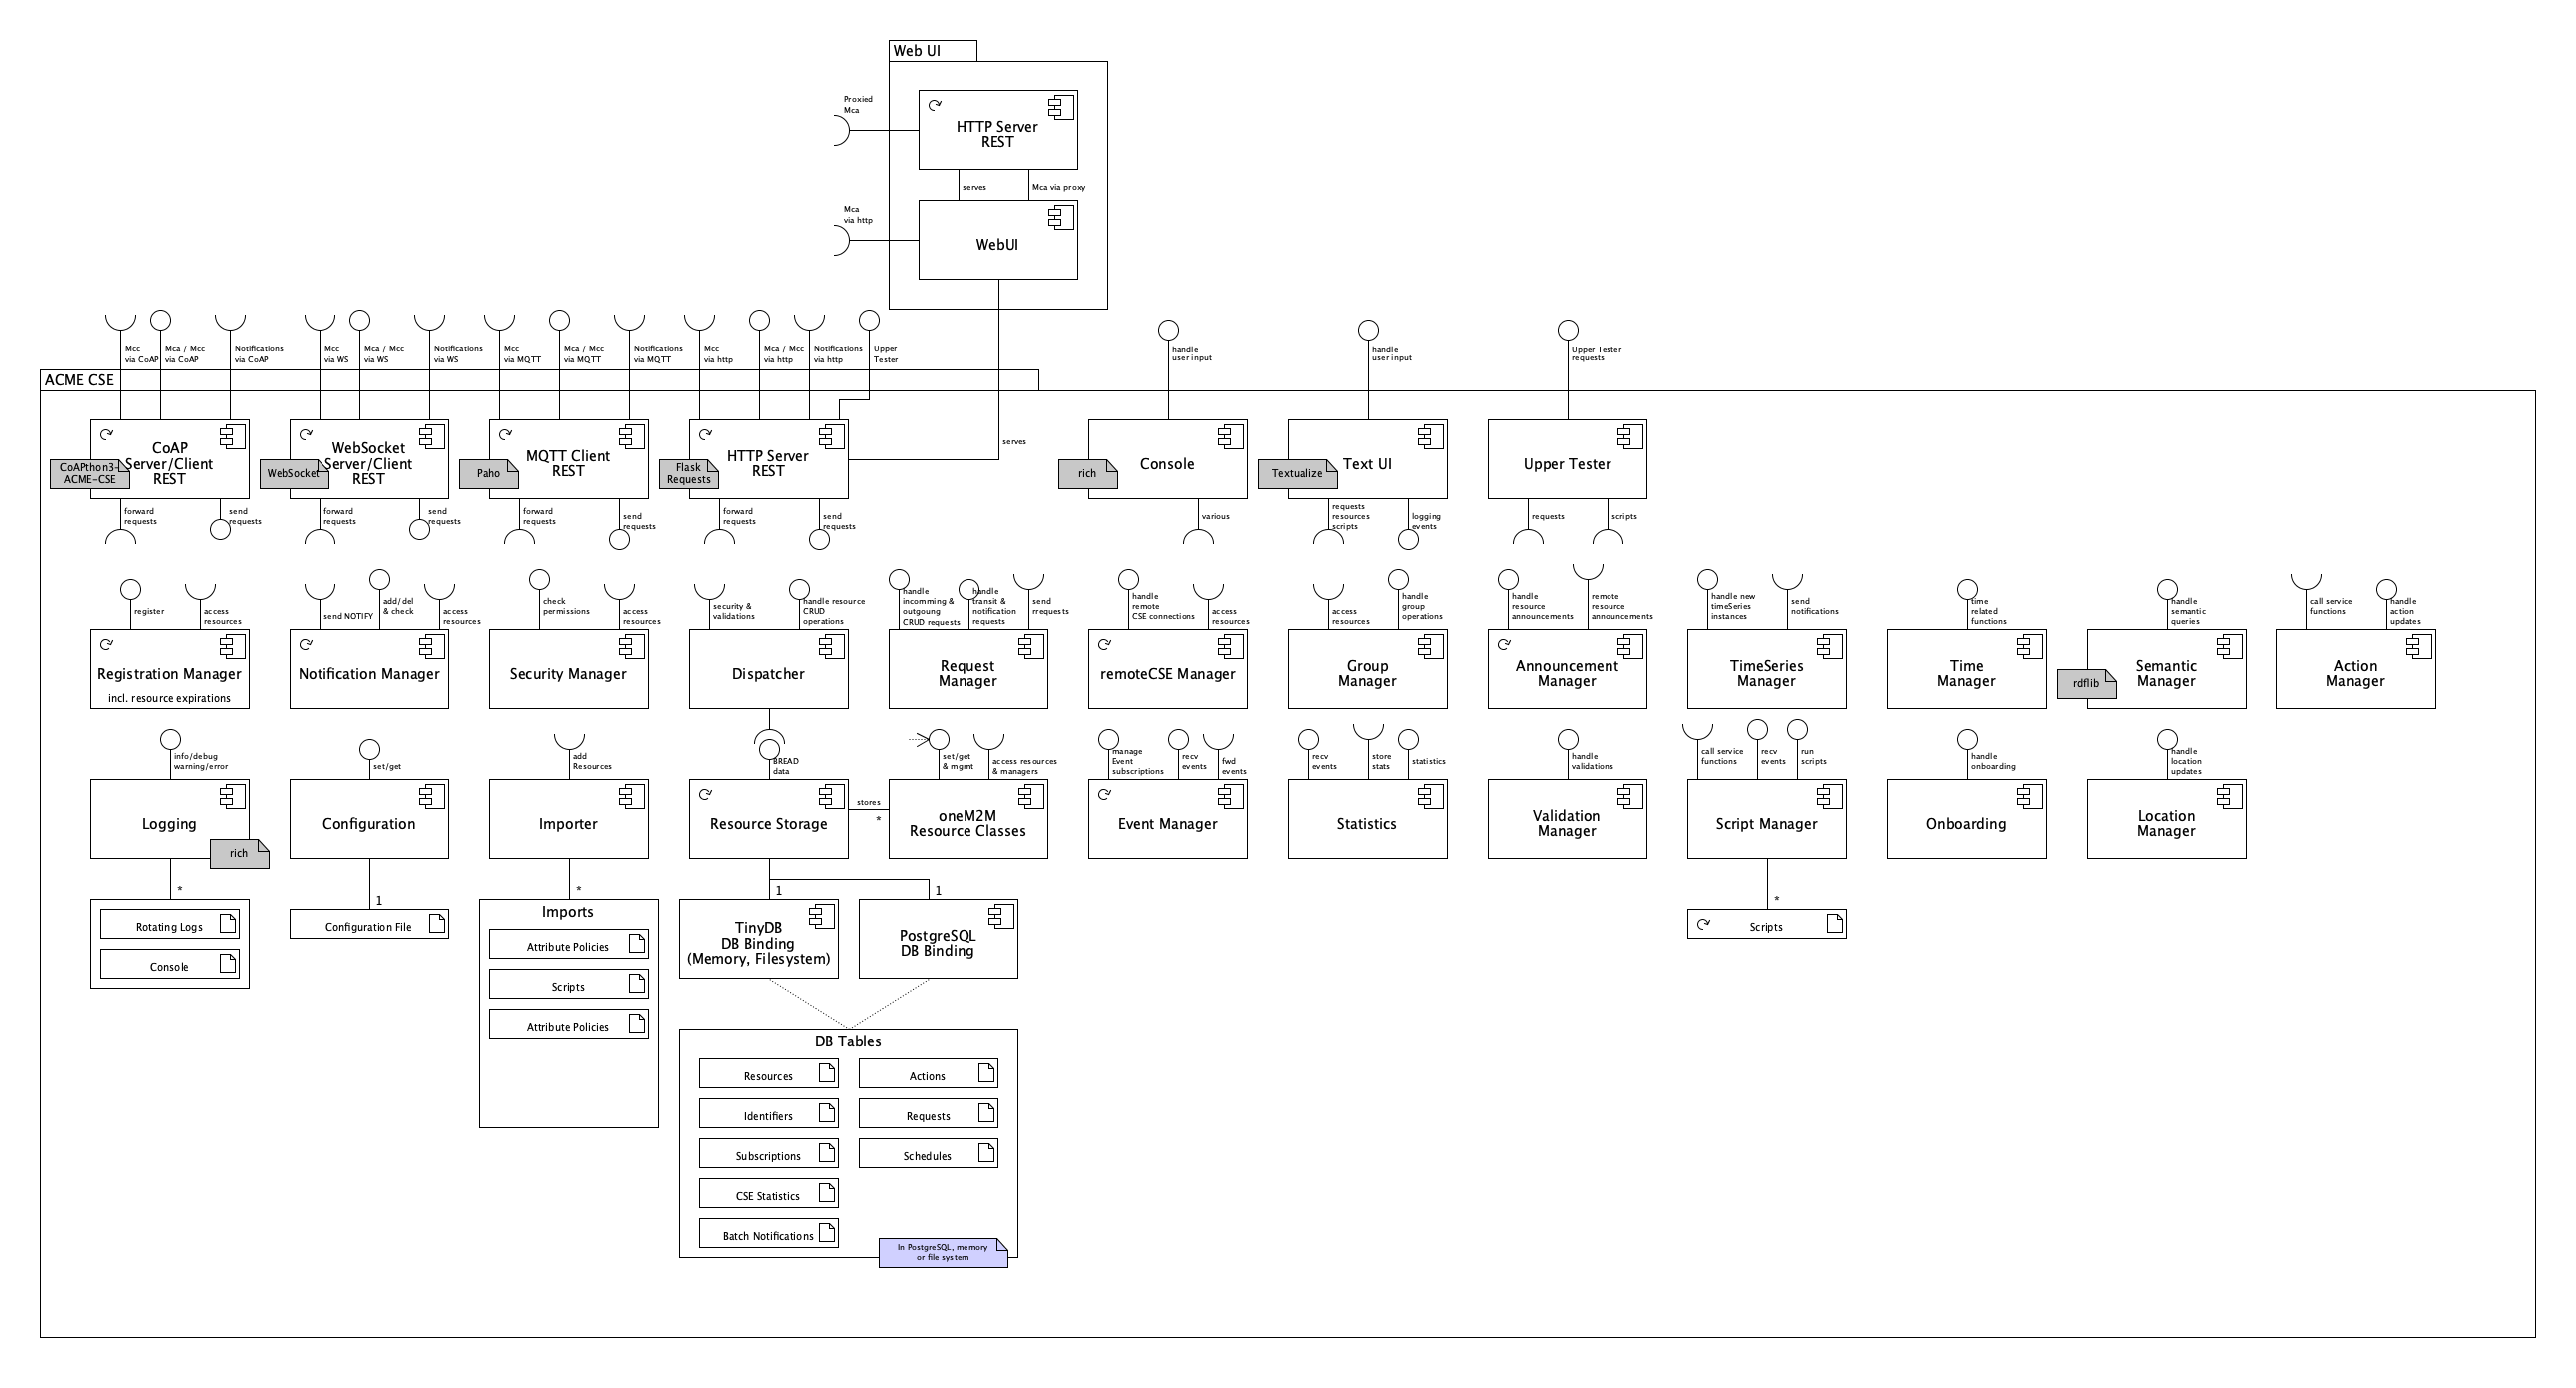 Web UI
Proxied
Mca
HTTP Server
REST
serves
Mca via proxy
Mca
via http
WebUI
Mcc
via CoAP
Mca / Mcc
via CoAP
Notifications
via CoAP
Mcc
via WS
Mca / Mcc
via WS
Notifications
via WS
Mcc
via MQTT
Mca / Mcc
via MQTT
Notifications
via MQTT
Mcc
via http
Mca / Mcc
via http
Notifications
via http
Upper
Tester
handle
user input
handle
user input
Upper Tester
requests
ACME CSE
CoAP
Server/Client
REST
CoAPthon3-
ACME-CSE
WebSocket
Server/Client
REST
WebSocket
MQTT Client
REST
Paho
HTTP Server
REST
Flask
Requests
serves
Console
rich
Text UI
Textualize
Upper Tester
forward
requests
send
requests
forward
requests
send
requests
forward
requests
send
requests
forward
requests
send
requests
various
requests
resources
scripts
logging
events
requests
scripts
register
access
resources
send NOTIFY
add/del
& check
access
resources
check
permissions
access
resources
security &
validations
handle resource
CRUD
operations
handle
incomming &
outgoung
CRUD requests
handle
transit &
notification
requests
send
rrequests
handle
remote
CSE connections
access
resources
access
resources
handle
group
operations
handle
resource
announcements
remote
resource
announcements
handle new
timeSeries
instances
send
notifications
time
related
functions
handle
semantic
queries
call service
functions
handle
action
updates
Registration Manager
incl. resource expirations
Notification Manager
Security Manager
Dispatcher
Request
Manager
remoteCSE Manager
Group
Manager
Announcement
Manager
TimeSeries
Manager
Time
Manager
Semantic
Manager
rdflib
Action
Manager
info/debug
warning/error
set/get
add
Resources
BREAD
data
set/get
& mgmt
access resources
& managers
manage
Event
subscriptions
recv
events
fwd
events
recv
events
store
stats
statistics
handle
validations
call service
functions
recv
events
run
scripts
handle
onboarding
handle
location
updates
Logging
rich
Configuration
Importer
Resource Storage
stores
*
oneM2M
Resource Classes
Event Manager
Statistics
Validation
Manager
Script Manager
Onboarding
Location
Manager
*
1
*
1
1
*
Rotating Logs
Console
Configuration File
Imports
Attribute Policies
Scripts
Attribute Policies
TinyDB
DB Binding
(Memory, Filesystem)
PostgreSQL
DB Binding
Scripts
DB Tables
Resources
Actions
Identifiers
Requests
Subscriptions
Schedules
CSE Statistics
Batch Notifications
In PostgreSQL, memory
or file system